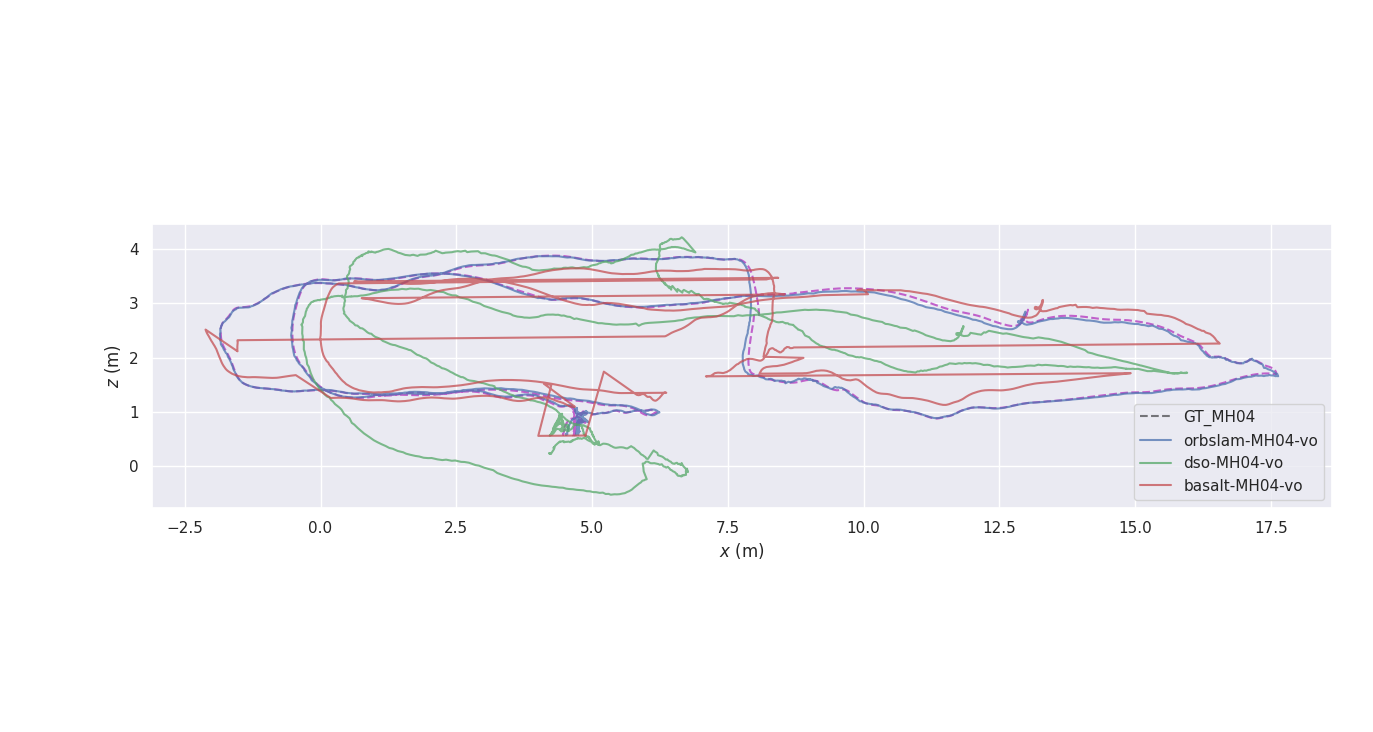 4
3
2
1
0
z (m)
−2.5 0.0 2.5 5.0 7.5 10.0 12.5 15.0 17.5
x (m)
GT_MH04
orbslam-MH04-vo
dso-MH04-vo
basalt-MH04-vo